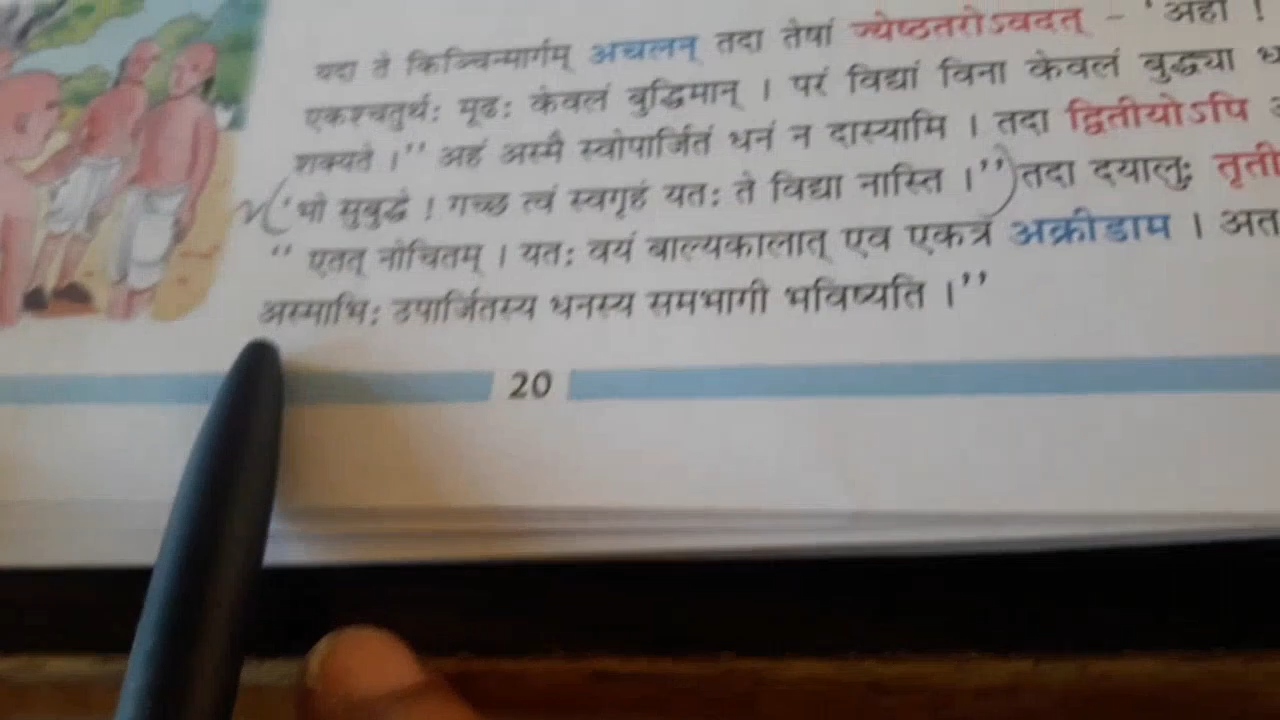 यदा ते किञ्चिन्मार्गम् अचलन् तदा तेषां ज्येष्ठतरोऽवदत् – 'अहो !
एकश्चतुर्थः मूढः केवलं बुद्धिमान् । परं विद्यां विना केवलं बुद्ध्या
शक्यते ।'' अहं अस्मै स्वोपार्जितं धनं न दास्यामि । तदा द्वितीयोऽपि
'भो सुबुद्धे ! गच्छ त्वं स्वगृहं यतः ते विद्या नास्ति ।'' तदा दयालुः तृती
'' एतत् नोचितम् । यतः वयं बाल्यकालात् एव एकत्र अक्रीडाम । अत
अस्माभिः उपार्जितस्य धनस्य समभागी भविष्यति ।''
20